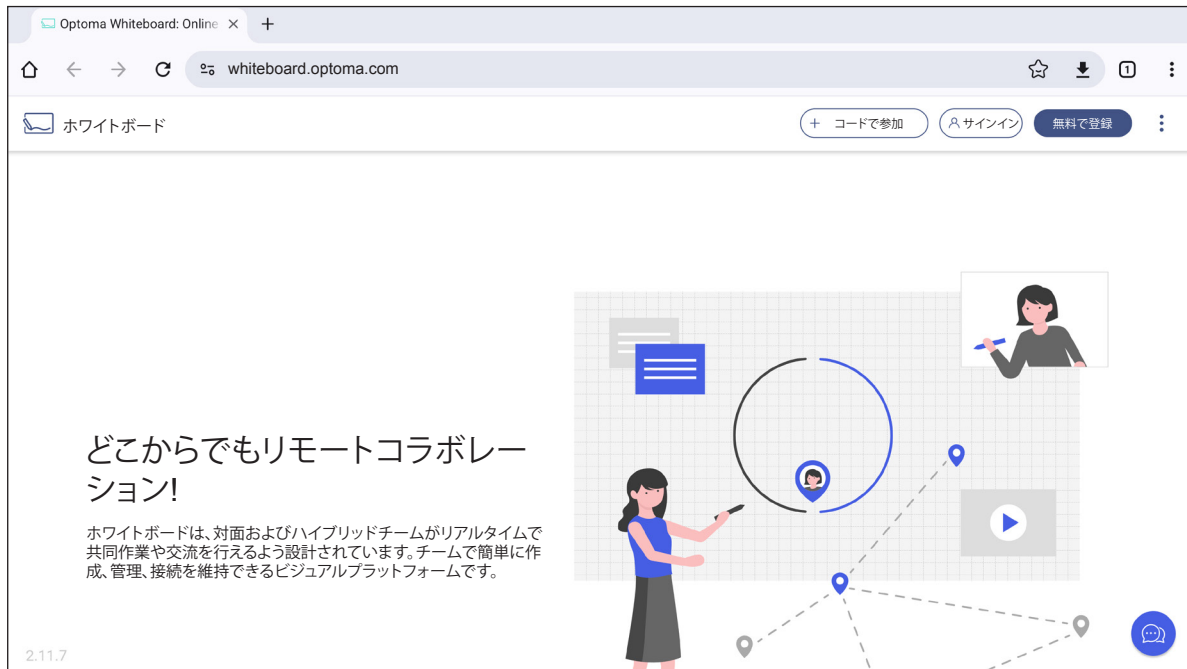 Optoma Whiteboard: Online
whiteboard.optoma.com
1
ホワイトボード
+ コードで参加
サインイン
無料で登録
どこからでもリモートコラボレー
ション!
ホワイトボードは、対面およびハイブリッドチームがリアルタイムで
共同作業や交流を行えるよう設計されています。チームで簡単に作
成、管理、接続を維持できるビジュアルプラットフォームです。
2.11.7